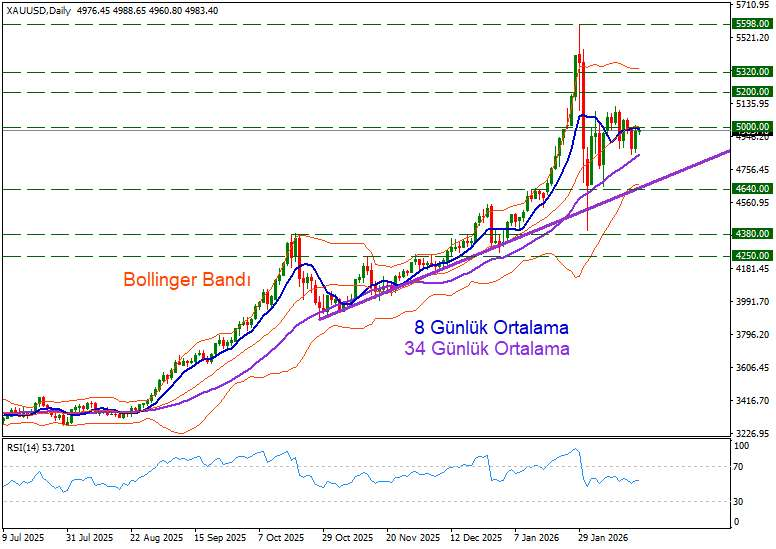 XAUUSD,Daily 4976.45 4988.65 4960.80 4983.40
5710.95
5598.00
5521.20
5320.00
5200.00
5135.95
5000.00
4948.20
4756.45
4640.00
4560.95
4380.00
4250.00
4181.45
3991.70
3796.20
3606.45
3416.70
3226.95
Bollinger Bandı
8 Günlük Ortalama
34 Günlük Ortalama
RSI(14) 53.7201
100
70
30
0
9 Jul 2025
31 Jul 2025
22 Aug 2025
15 Sep 2025
7 Oct 2025
29 Oct 2025
20 Nov 2025
12 Dec 2025
7 Jan 2026
29 Jan 2026